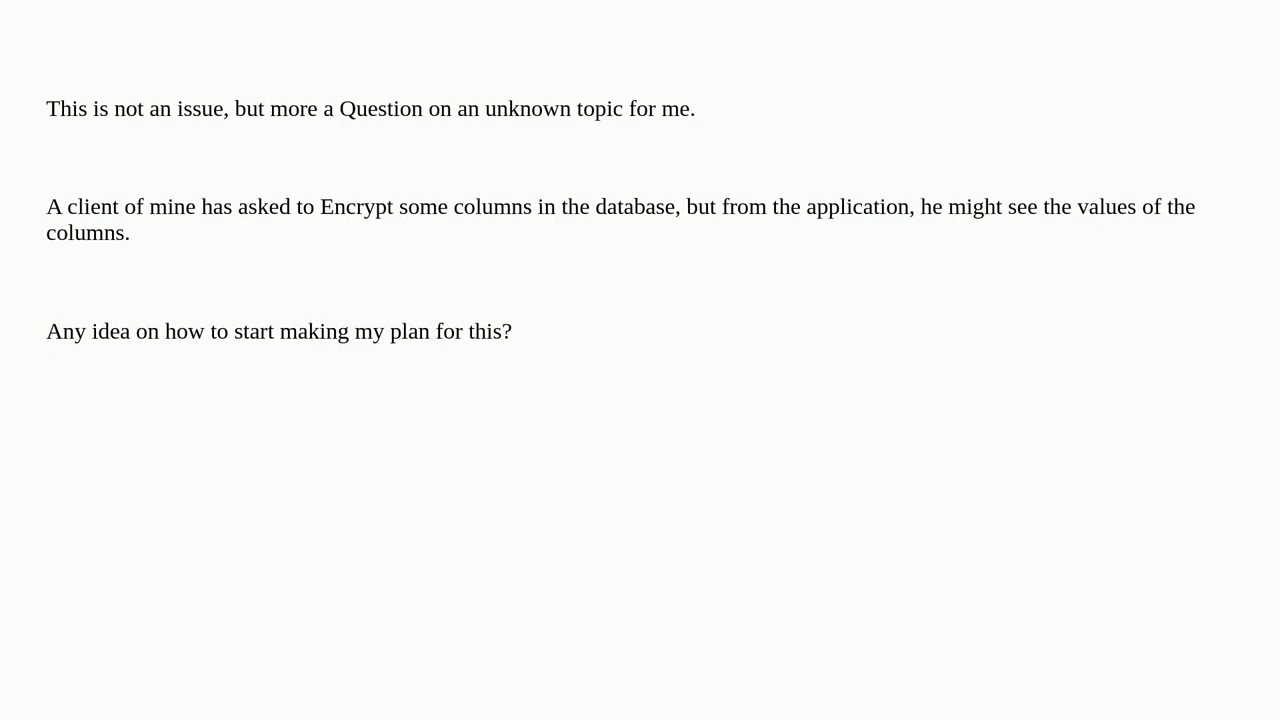 This is not an issue, but more a Question on an unknown topic for me.
A client of mine has asked to Encrypt some columns in the database, but from the application, he might see the values of the
columns.
Any idea on how to start making my plan for this?